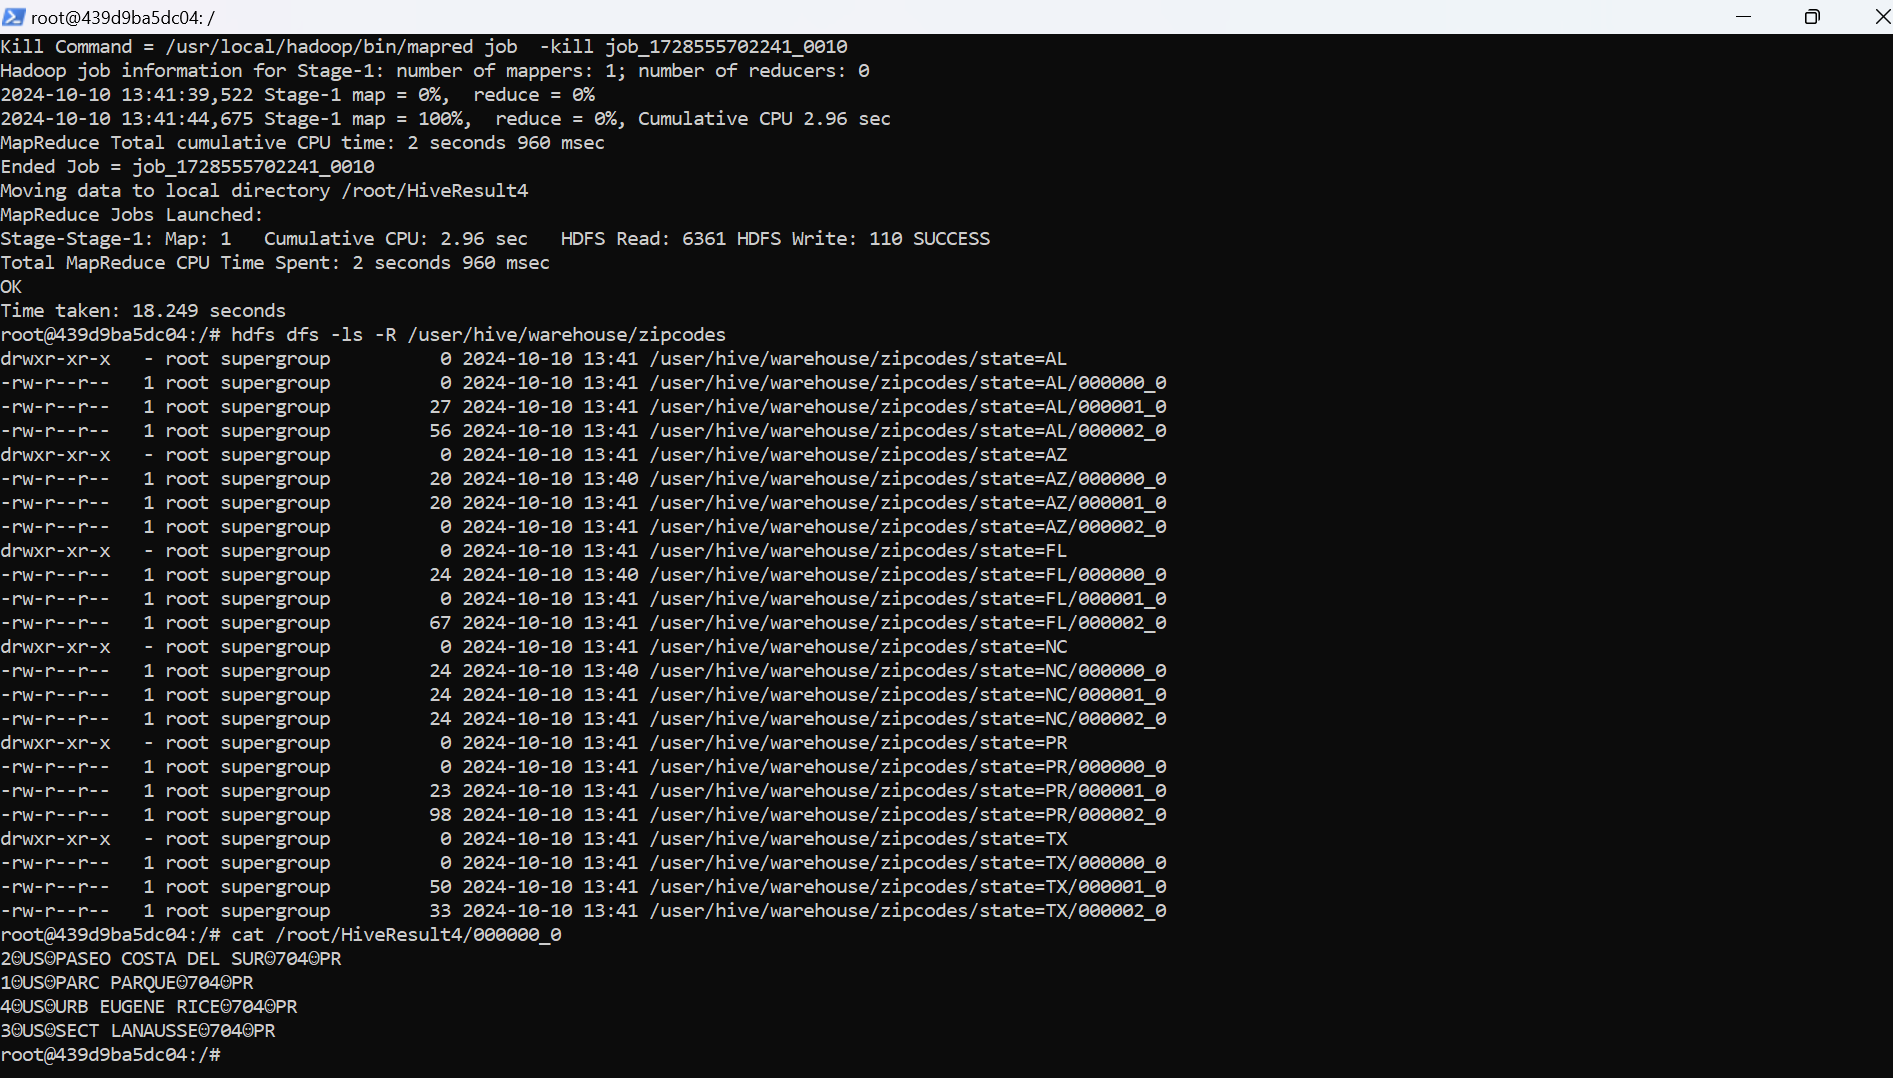 root@439d9ba5dc04: /
Kill Command = /usr/local/hadoop/bin/mapred job  -kill job_1728555702241_0010
Hadoop job information for Stage-1: number of mappers: 1; number of reducers: 0
2024-10-10 13:41:39,522 Stage-1 map = 0%,  reduce = 0%
2024-10-10 13:41:44,675 Stage-1 map = 100%,  reduce = 0%, Cumulative CPU 2.96 sec
MapReduce Total cumulative CPU time: 2 seconds 960 msec
Ended Job = job_1728555702241_0010
Moving data to local directory /root/HiveResult4
MapReduce Jobs Launched:
Stage-Stage-1: Map: 1   Cumulative CPU: 2.96 sec   HDFS Read: 6361 HDFS Write: 110 SUCCESS
Total MapReduce CPU Time Spent: 2 seconds 960 msec
OK
Time taken: 18.249 seconds
root@439d9ba5dc04:/# hdfs dfs -ls -R /user/hive/warehouse/zipcodes
drwxr-xr-x   - root supergroup          0 2024-10-10 13:41 /user/hive/warehouse/zipcodes/state=AL
-rw-r--r--   1 root supergroup          0 2024-10-10 13:41 /user/hive/warehouse/zipcodes/state=AL/000000_0
-rw-r--r--   1 root supergroup         27 2024-10-10 13:41 /user/hive/warehouse/zipcodes/state=AL/000001_0
-rw-r--r--   1 root supergroup         56 2024-10-10 13:41 /user/hive/warehouse/zipcodes/state=AL/000002_0
drwxr-xr-x   - root supergroup          0 2024-10-10 13:41 /user/hive/warehouse/zipcodes/state=AZ
-rw-r--r--   1 root supergroup         20 2024-10-10 13:40 /user/hive/warehouse/zipcodes/state=AZ/000000_0
-rw-r--r--   1 root supergroup         20 2024-10-10 13:41 /user/hive/warehouse/zipcodes/state=AZ/000001_0
-rw-r--r--   1 root supergroup          0 2024-10-10 13:41 /user/hive/warehouse/zipcodes/state=AZ/000002_0
drwxr-xr-x   - root supergroup          0 2024-10-10 13:41 /user/hive/warehouse/zipcodes/state=FL
-rw-r--r--   1 root supergroup         24 2024-10-10 13:40 /user/hive/warehouse/zipcodes/state=FL/000000_0
-rw-r--r--   1 root supergroup          0 2024-10-10 13:41 /user/hive/warehouse/zipcodes/state=FL/000001_0
-rw-r--r--   1 root supergroup         67 2024-10-10 13:41 /user/hive/warehouse/zipcodes/state=FL/000002_0
drwxr-xr-x   - root supergroup          0 2024-10-10 13:41 /user/hive/warehouse/zipcodes/state=NC
-rw-r--r--   1 root supergroup         24 2024-10-10 13:40 /user/hive/warehouse/zipcodes/state=NC/000000_0
-rw-r--r--   1 root supergroup         24 2024-10-10 13:41 /user/hive/warehouse/zipcodes/state=NC/000001_0
-rw-r--r--   1 root supergroup         24 2024-10-10 13:41 /user/hive/warehouse/zipcodes/state=NC/000002_0
drwxr-xr-x   - root supergroup          0 2024-10-10 13:41 /user/hive/warehouse/zipcodes/state=PR
-rw-r--r--   1 root supergroup          0 2024-10-10 13:41 /user/hive/warehouse/zipcodes/state=PR/000000_0
-rw-r--r--   1 root supergroup         23 2024-10-10 13:41 /user/hive/warehouse/zipcodes/state=PR/000001_0
-rw-r--r--   1 root supergroup         98 2024-10-10 13:41 /user/hive/warehouse/zipcodes/state=PR/000002_0
drwxr-xr-x   - root supergroup          0 2024-10-10 13:41 /user/hive/warehouse/zipcodes/state=TX
-rw-r--r--   1 root supergroup          0 2024-10-10 13:41 /user/hive/warehouse/zipcodes/state=TX/000000_0
-rw-r--r--   1 root supergroup         50 2024-10-10 13:41 /user/hive/warehouse/zipcodes/state=TX/000001_0
-rw-r--r--   1 root supergroup         33 2024-10-10 13:41 /user/hive/warehouse/zipcodes/state=TX/000002_0
root@439d9ba5dc04:/# cat /root/HiveResult4/000000_0
2☺US☺PASEO COSTA DEL SUR☺704☺PR
1☺US☺PARC PARQUE☺704☺PR
4☺US☺URB EUGENE RICE☺704☺PR
3☺US☺SECT LANAUSSE☺704☺PR
root@439d9ba5dc04:/#